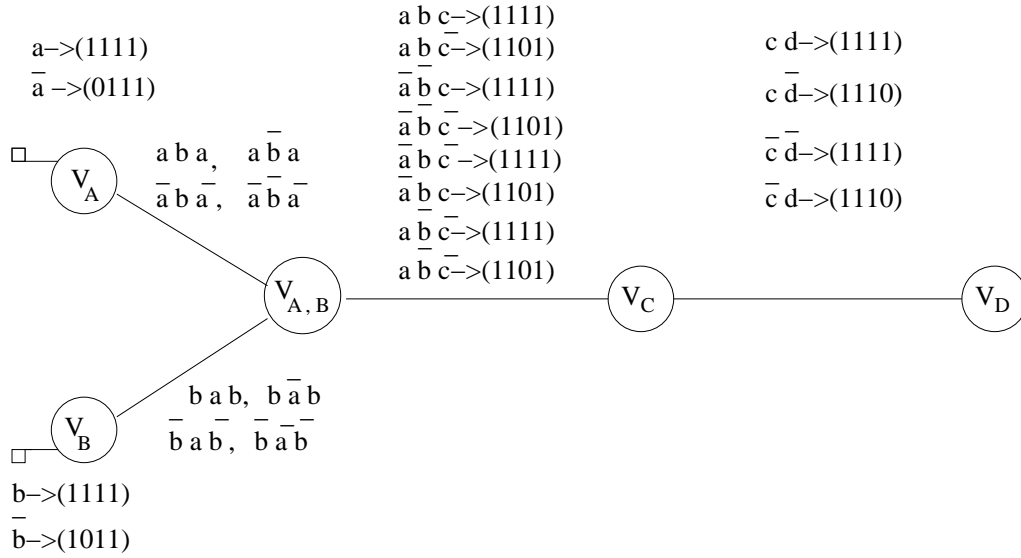 a–>(1111)
a̅ –>(0111)
a b c–>(1111)
a b c̅–>(1101)
a̅ b̅ c–>(1111)
a̅ b̅ c̅–>(1101)
a̅ b c̅–>(1111)
a̅ b c–>(1101)
a b̅ c̅–>(1111)
a b̅ c̅–>(1101)
c d–>(1111)
c d̅–>(1110)
c̅ d̅–>(1111)
c̅ d–>(1110)
a b a, a b̅ a
a̅ b a̅, a̅ b̅ a̅
V_A
V_A,B
V_C
V_D
b a b, b a̅ b
b̅ a b̅, b̅ a̅ b̅
V_B
b–>(1111)
b̅–>(1011)